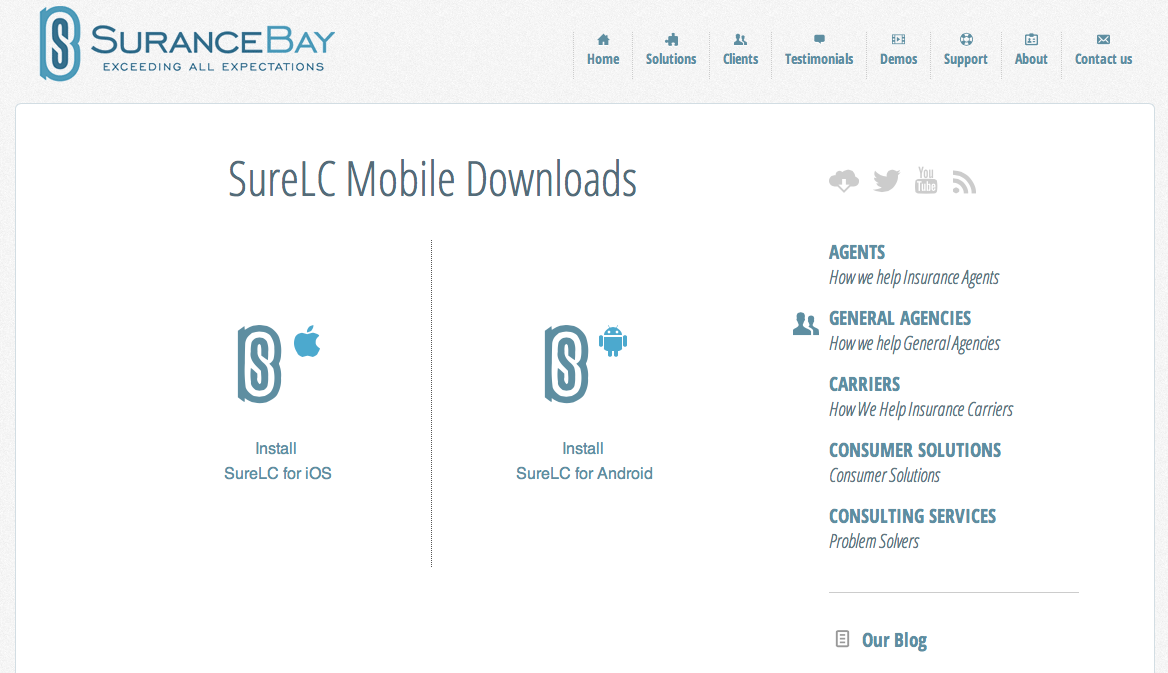 SURANCEBAY
EXCEEDING ALL EXPECTATIONS
Home
Solutions
Clients
Testimonials
Demos
Support
About
Contact us
SureLC Mobile Downloads
Install
SureLC for iOS
Install
SureLC for Android
You
Tube
AGENTS
How we help Insurance Agents
GENERAL AGENCIES
How we help General Agencies
CARRIERS
How We Help Insurance Carriers
CONSUMER SOLUTIONS
Consumer Solutions
CONSULTING SERVICES
Problem Solvers
Our Blog